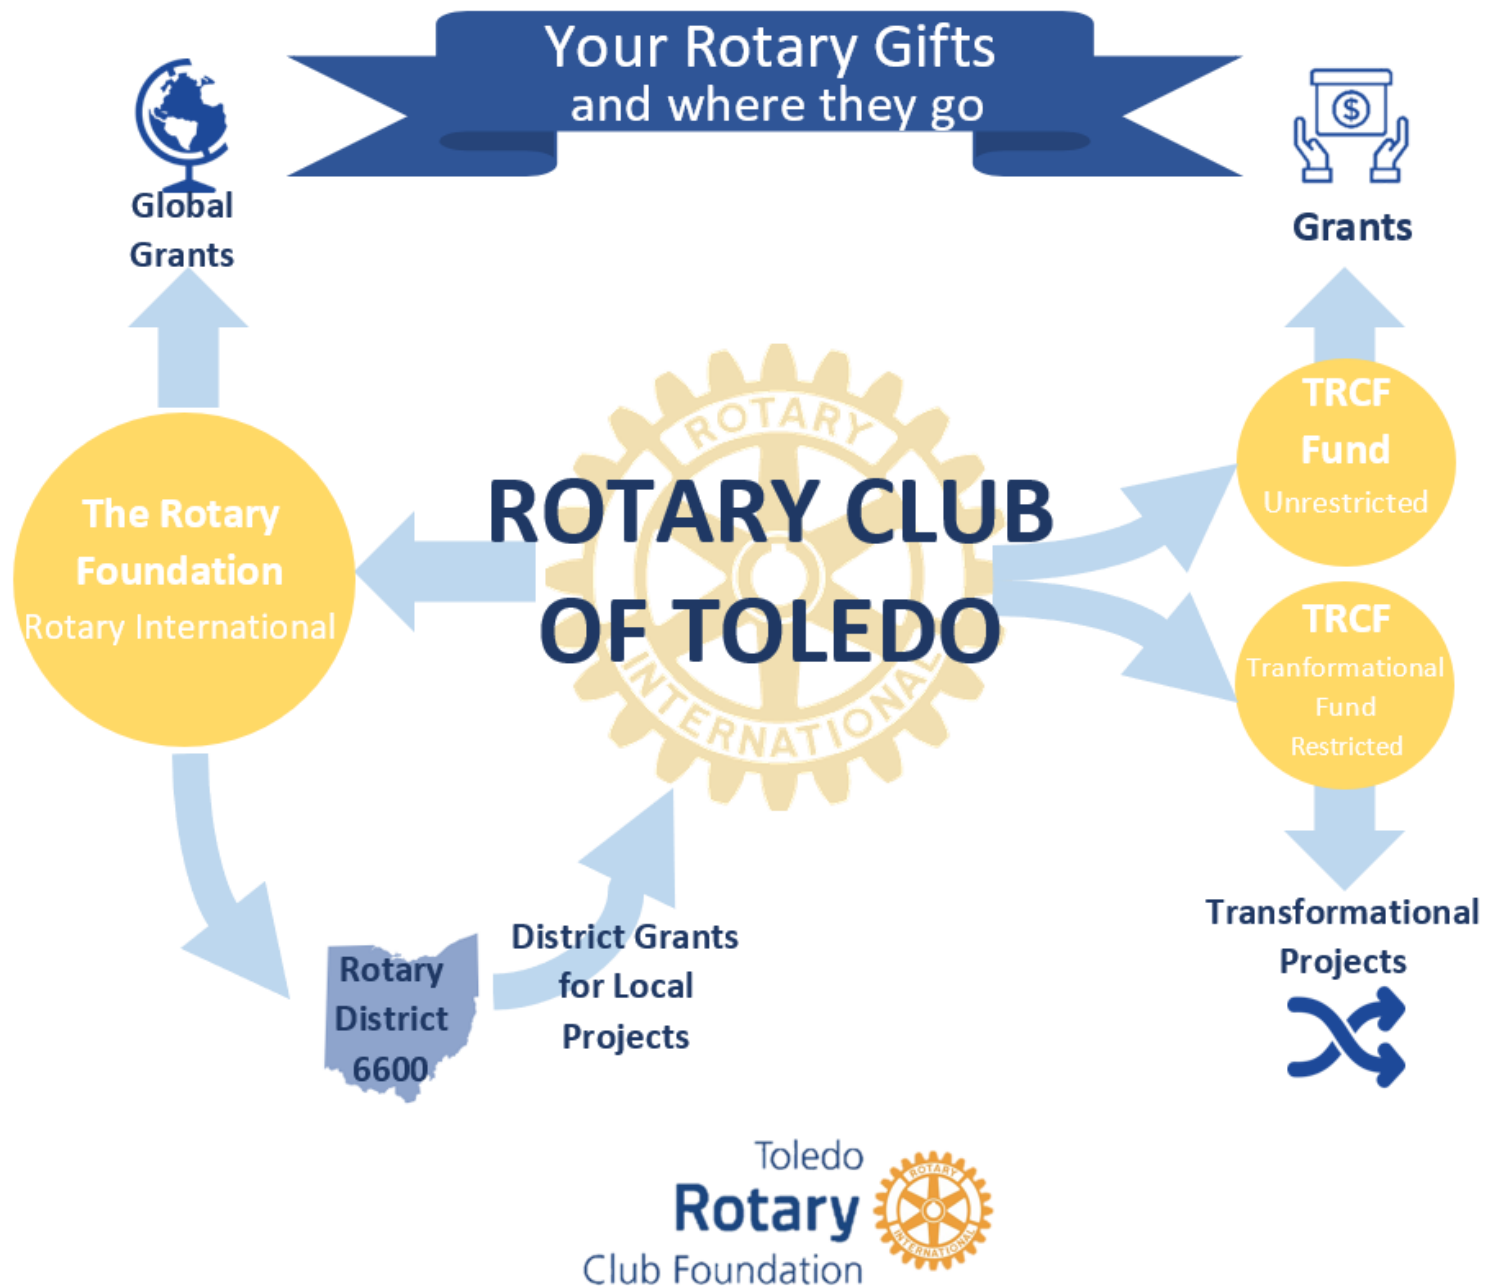 Your Rotary Gifts
and where they go
Global
Grants
Grants
The Rotary
Foundation
Rotary International
ROTARY
ROTARY CLUB
OF TOLEDO
INTERNATIONAL
TRCF
Fund
Unrestricted
TRCF
Tranformational
Fund
Restricted
Rotary
District
6600
District Grants
for Local
Projects
Transformational
Projects
Toledo
Rotary
Club Foundation
ROTARY
INTERNATIONAL